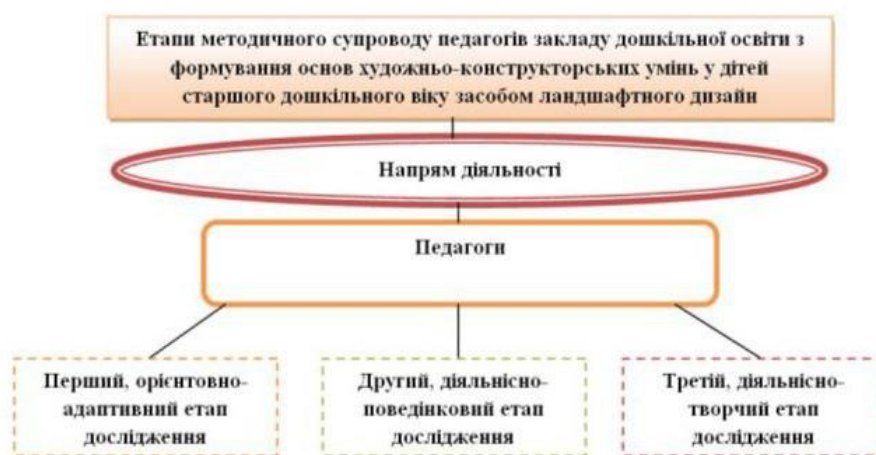 Етапи методичного супроводу педагогів закладу дошкільної освіти з
формування основ художньо-конструкторських умінь у дітей
старшого дошкільного віку засобом ландшафтного дизайн
Напрям діяльності
Педагоги
Перший, орієнтовно-
адаптивний етап
дослідження
Другий, діяльнісно-
поведінковий етап
дослідження
Третій, діяльнісно-
творчий етап
дослідження